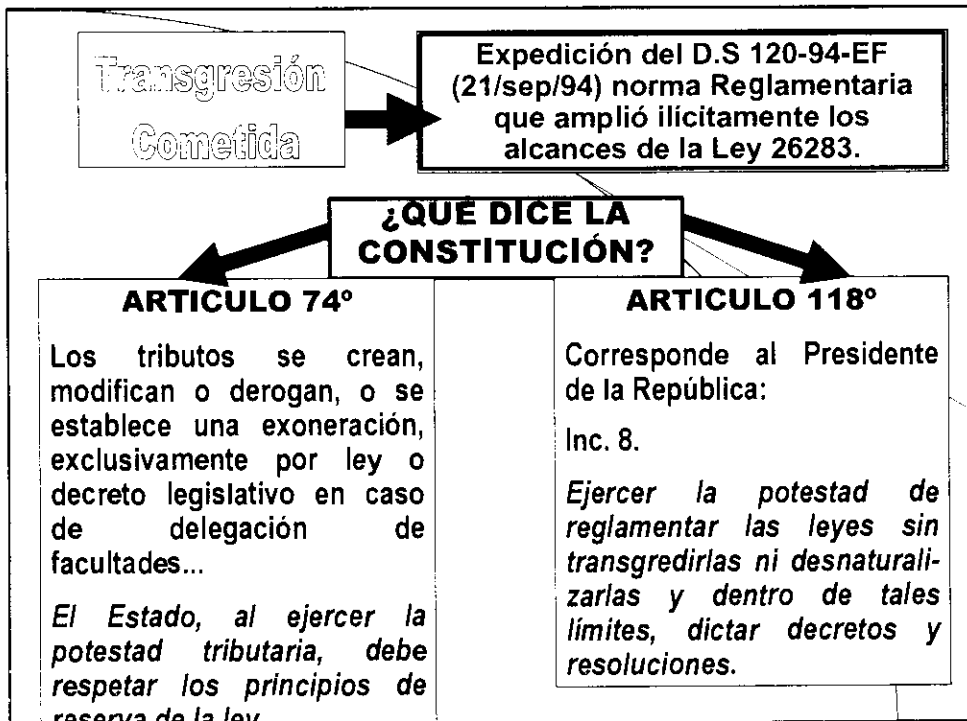 Transgresión
Cometida
Expedición del D.S 120-94-EF
(21/sep/94) norma Reglamentaria
que amplió ilícitamente los
alcances de la Ley 26283.
¿QUÉ DICE LA
CONSTITUCIÓN?
ARTICULO 74º
Los tributos se crean,
modifican o derogan, o se
establece una exoneración,
exclusivamente por ley o
decreto legislativo en caso
de delegación de
facultades...
El Estado, al ejercer la
potestad tributaria, debe
respetar los principios de
reserva de la ley
ARTICULO 118º
Corresponde al Presidente
de la República:
Inc. 8.
Ejercer la potestad de
reglamentar las leyes sin
transgredirlas ni desnaturali-
zarlas y dentro de tales
límites, dictar decretos y
resoluciones.